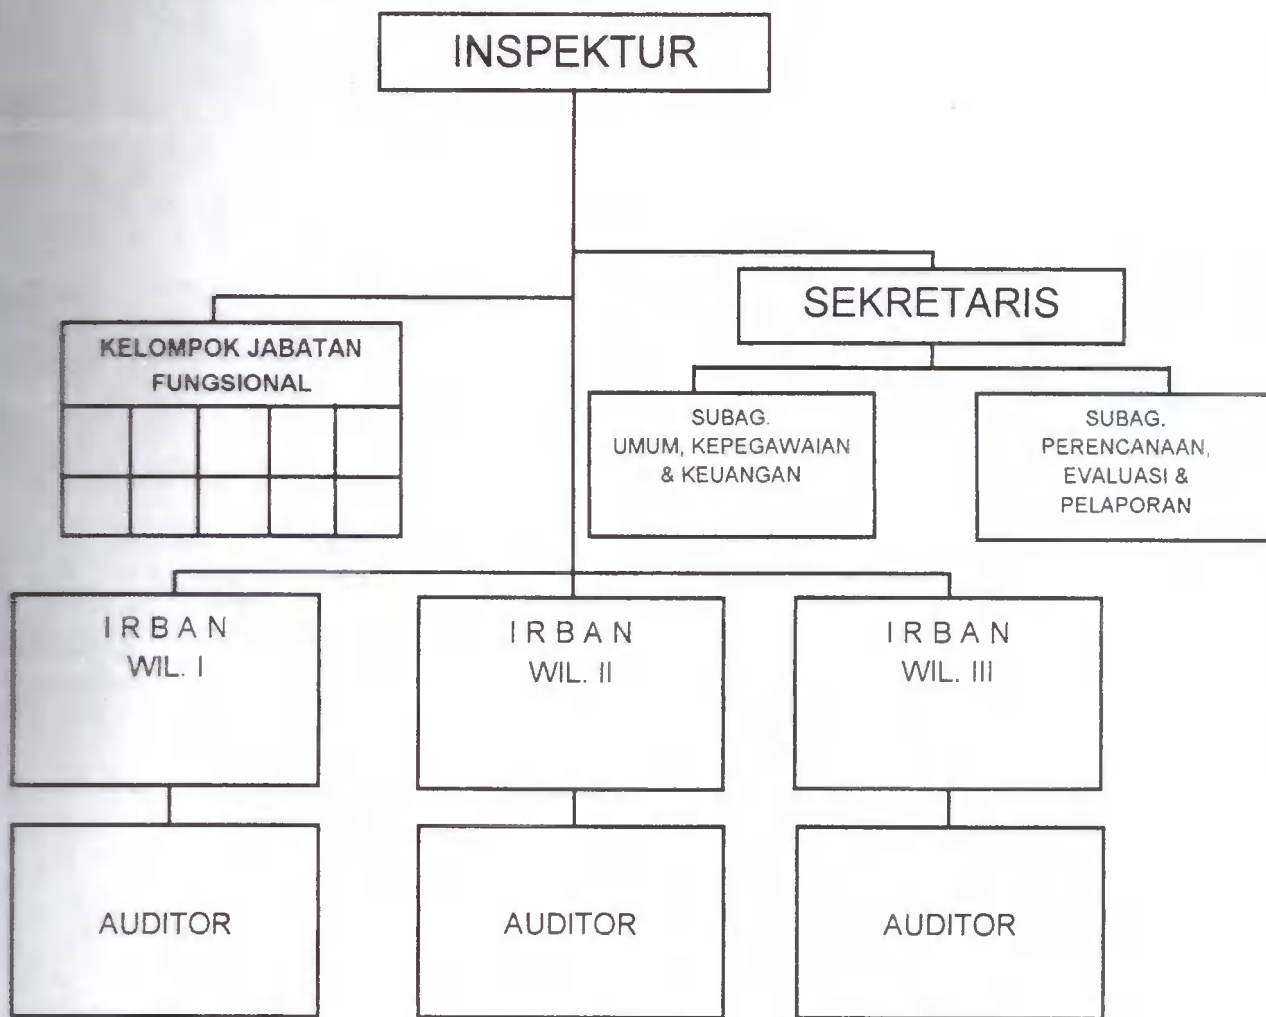 INSPEKTUR
SEKRETARIS
KELOMPOK JABATAN
FUNGSIONAL
SUBAG.
UMUM, KEPEGAWAIAN
& KEUANGAN
SUBAG.
PERENCANAAN,
EVALUASI &
PELAPORAN
I R B A N
WIL. I
I R B A N
WIL. II
I R B A N
WIL. III
AUDITOR
AUDITOR
AUDITOR